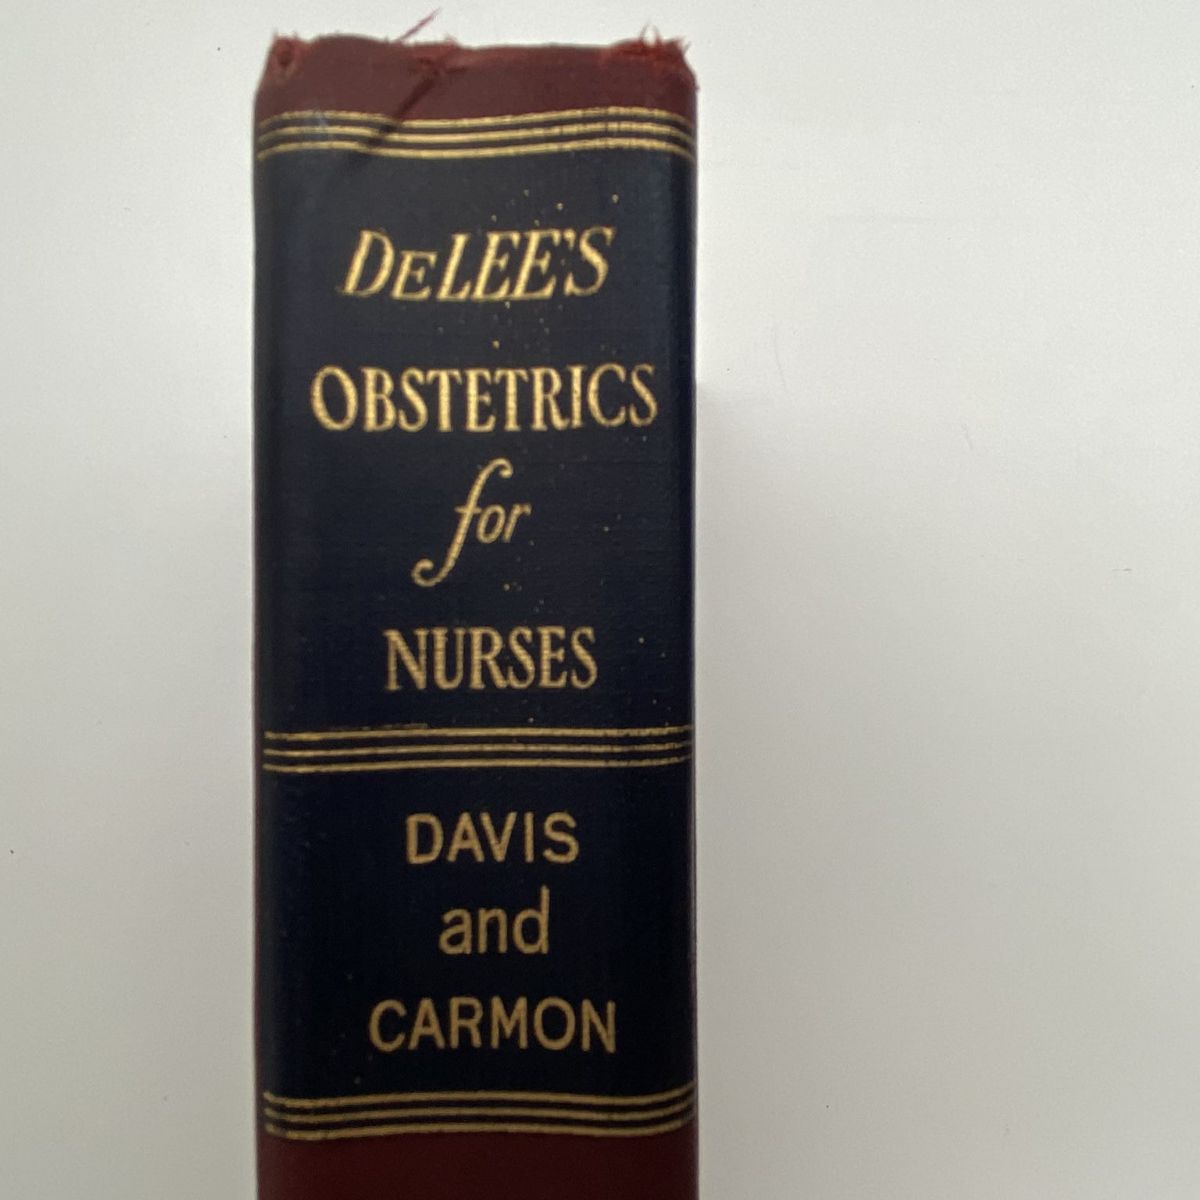 DeLEE'S
OBSTETRICS
for
NURSES
DAVIS
and
CARMON